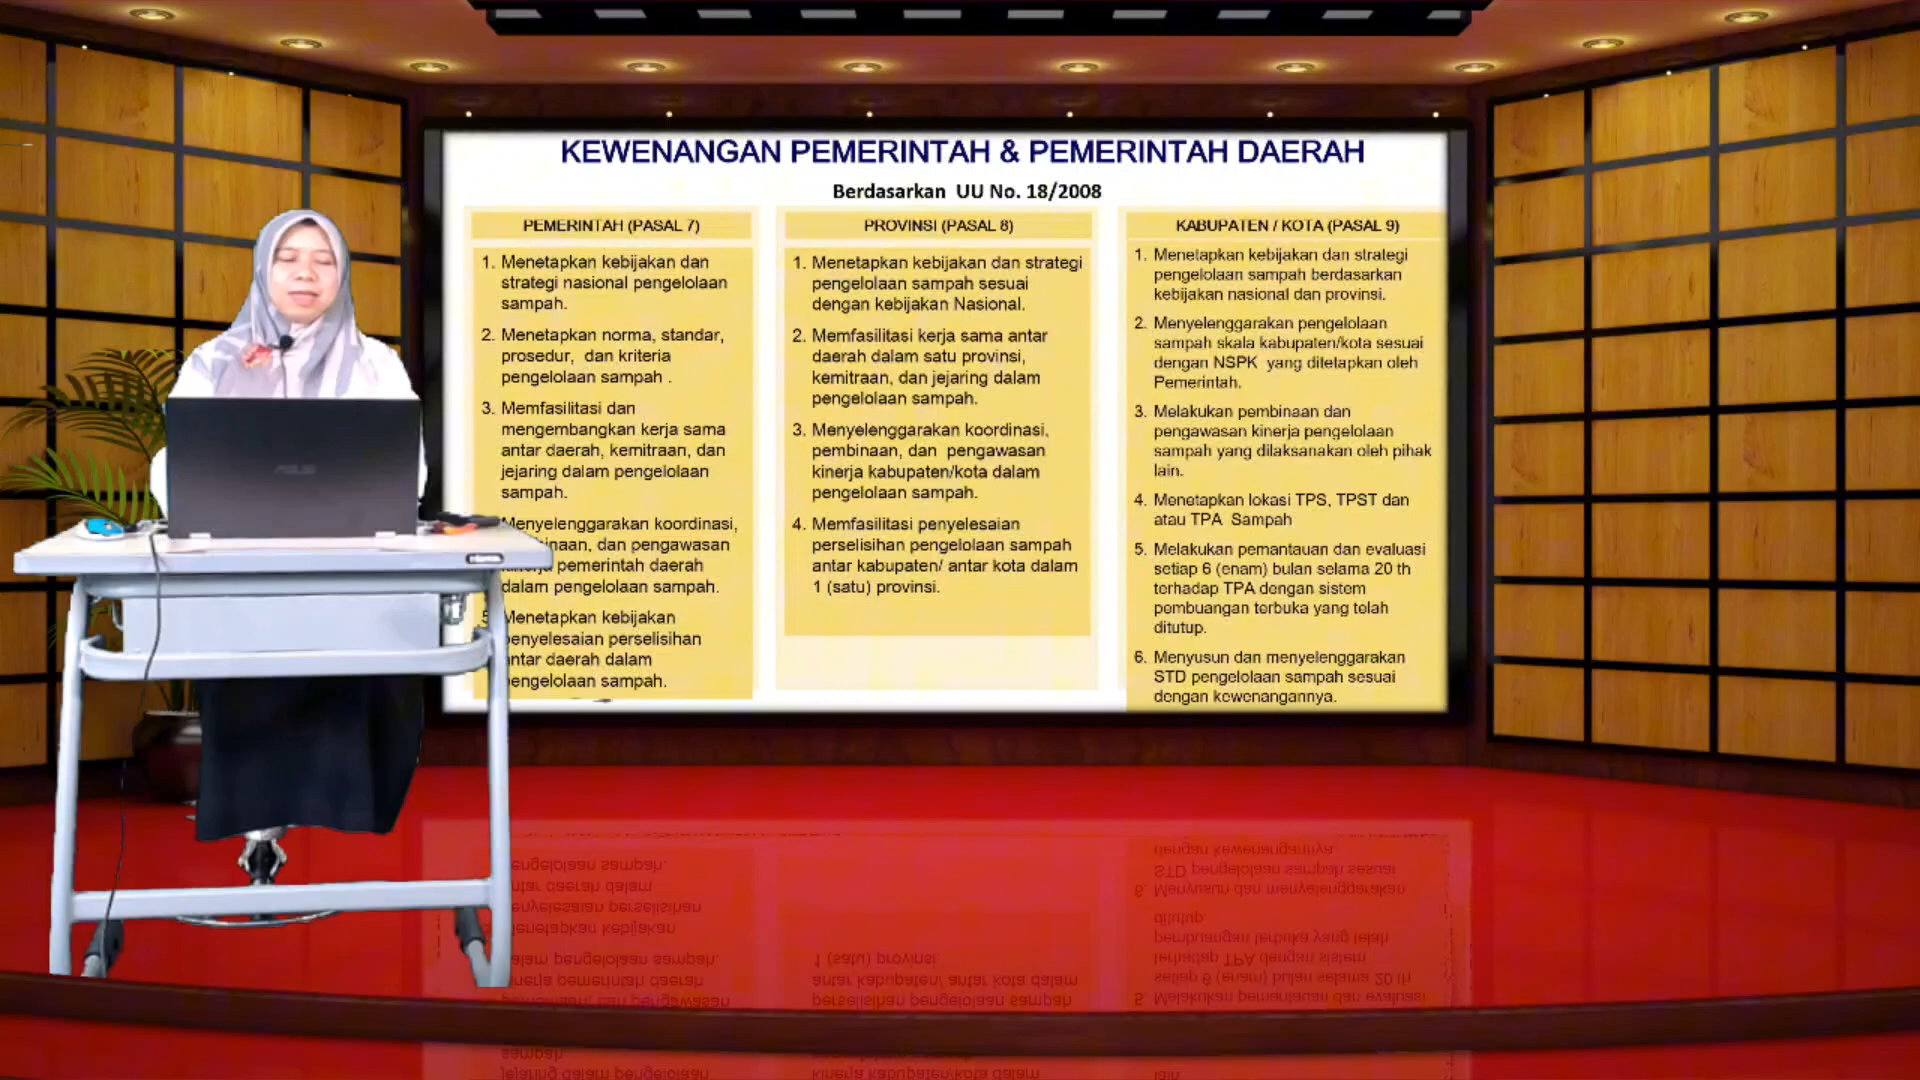 KEWENANGAN PEMERINTAH & PEMERINTAH DAERAH
Berdasarkan UU No. 18/2008
PEMERINTAH (PASAL 7)
1. Menetapkan kebijakan dan
strategi nasional pengelolaan
sampah.
2. Menetapkan norma, standar,
prosedur, dan kriteria
pengelolaan sampah .
3. Memfasilitasi dan
mengembangkan kerja sama
antar daerah, kemitraan, dan
jejaring dalam pengelolaan
sampah.
Menyelenggarakan koordinasi,
dan pengawasan
pemerintah daerah
dalam pengelolaan sampah.
5. Menetapkan kebijakan
penyelesaian perselisihan
antar daerah dalam
pengelolaan sampah.
PROVINSI (PASAL 8)
1. Menetapkan kebijakan dan strategi
pengelolaan sampah sesuai
dengan kebijakan Nasional.
2. Memfasilitasi kerja sama antar
daerah dalam satu provinsi,
kemitraan, dan jejaring dalam
pengelolaan sampah.
3. Menyelenggarakan koordinasi,
pembinaan, dan pengawasan
kinerja kabupaten/kota dalam
pengelolaan sampah.
4. Memfasilitasi penyelesaian
perselisihan pengelolaan sampah
antar kabupaten/ antar kota dalam
1 (satu) provinsi.
KABUPATEN / KOTA (PASAL 9)
1. Menetapkan kebijakan dan strategi
pengelolaan sampah berdasarkan
kebijakan nasional dan provinsi.
2. Menyelenggarakan pengelolaan
sampah skala kabupaten/kota sesuai
dengan NSPK yang ditetapkan oleh
Pemerintah.
3. Melakukan pembinaan dan
pengawasan kinerja pengelolaan
sampah yang dilaksanakan oleh pihak
lain.
4. Menetapkan lokasi TPS, TPST dan
atau TPA Sampah
5. Melakukan pemantauan dan evaluasi
setiap 6 (enam) bulan selama 20 th
terhadap TPA dengan sistem
pembuangan terbuka yang telah
ditutup.
6. Menyusun dan menyelenggarakan
STD pengelolaan sampah sesuai
dengan kewenangannya.
ASUS